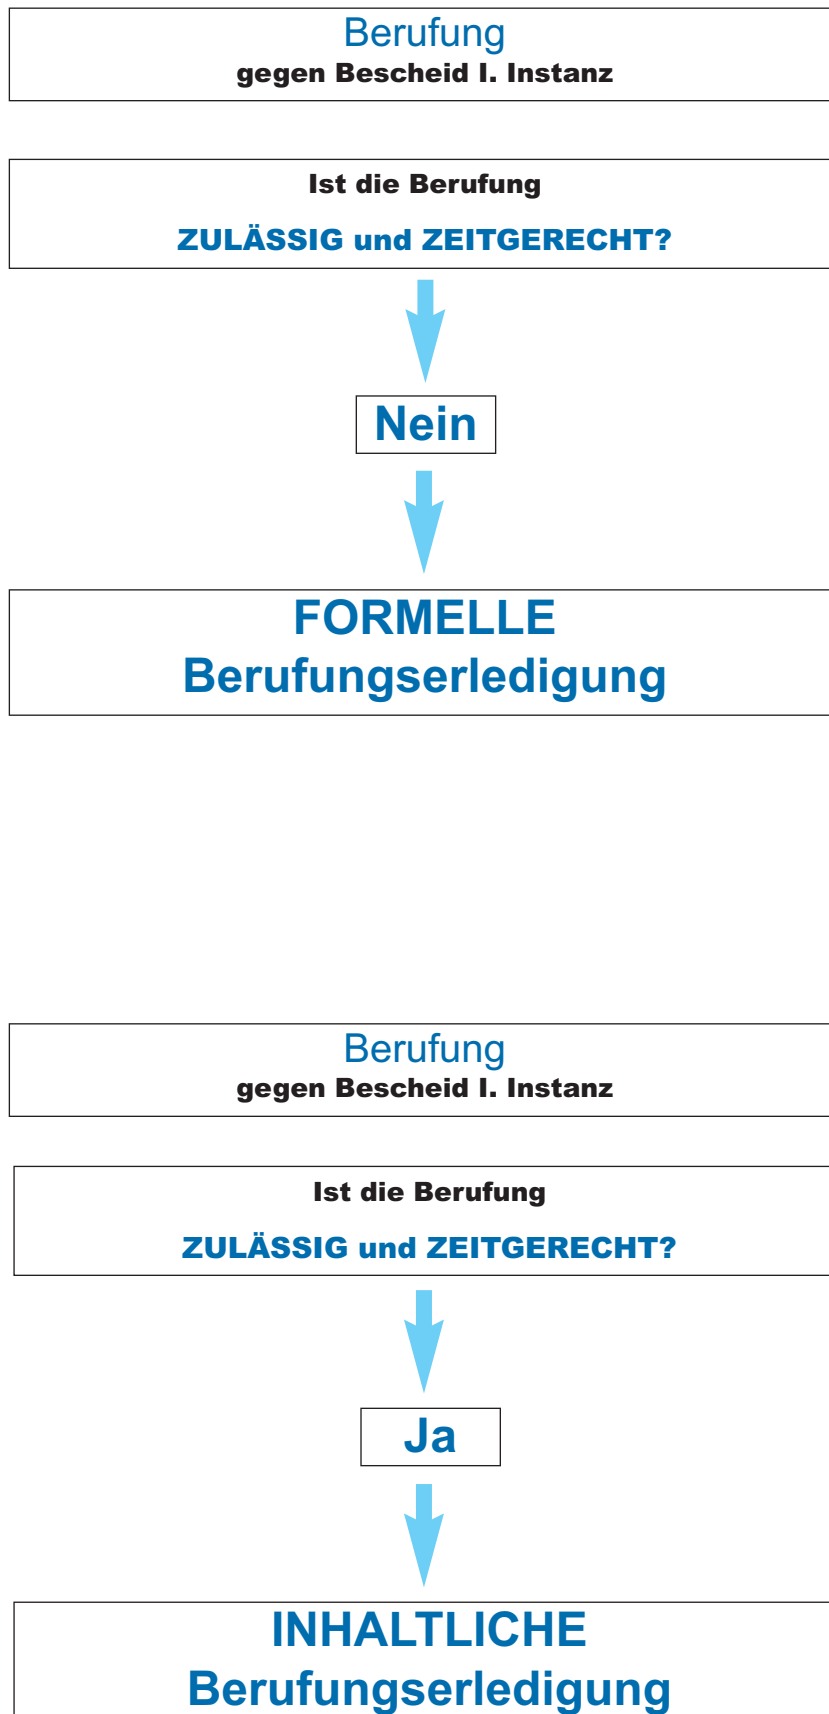 Berufung
gegen Bescheid I. Instanz
Ist die Berufung
ZULÄSSIG und ZEITGERECHT?
Nein
FORMELLE
Berufungserledigung
Berufung
gegen Bescheid I. Instanz
Ist die Berufung
ZULÄSSIG und ZEITGERECHT?
Ja
INHALTLICHE
Berufungserledigung